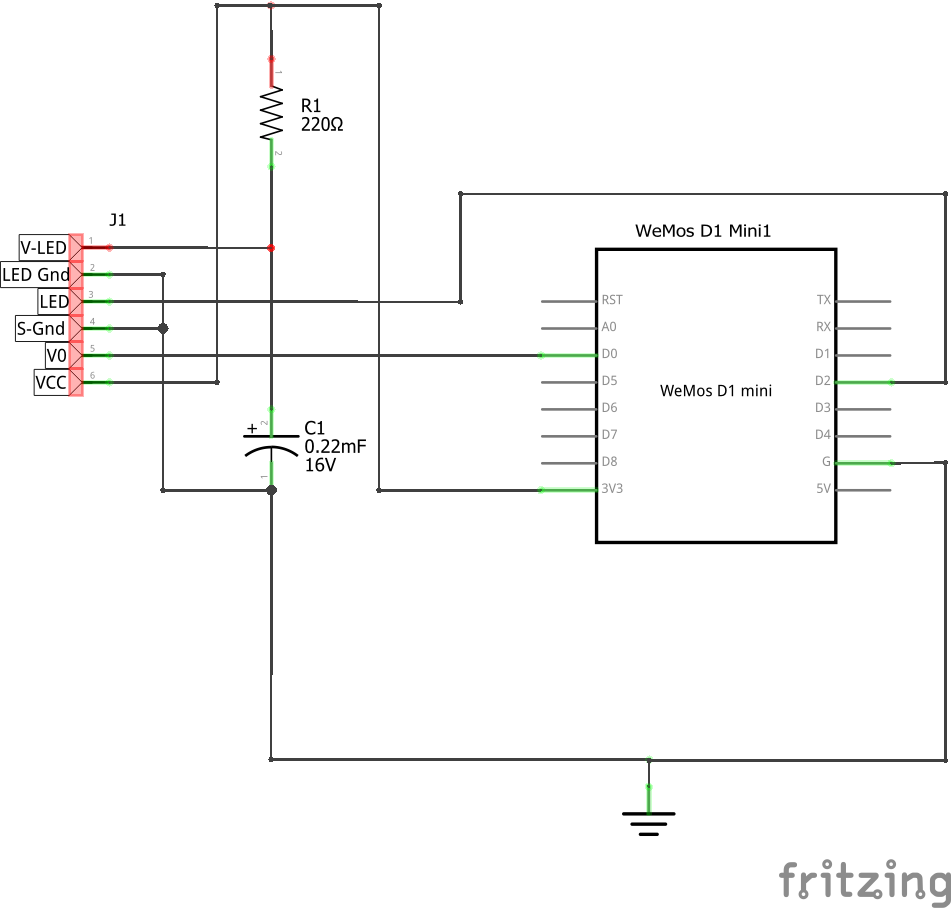 1
R1
220Ω
2
J1
V-LED 1
LED Gnd 2
LED 3
S-Gnd 4
V0 5
VCC 6
WeMos D1 Mini1
RST TX
A0 RX
D0 D1
D5 WeMos D1 mini D2
D6 D3
D7 D4
D8 G
3V3 5V
2
+ C1
0.22mF
16V
1
fritzing